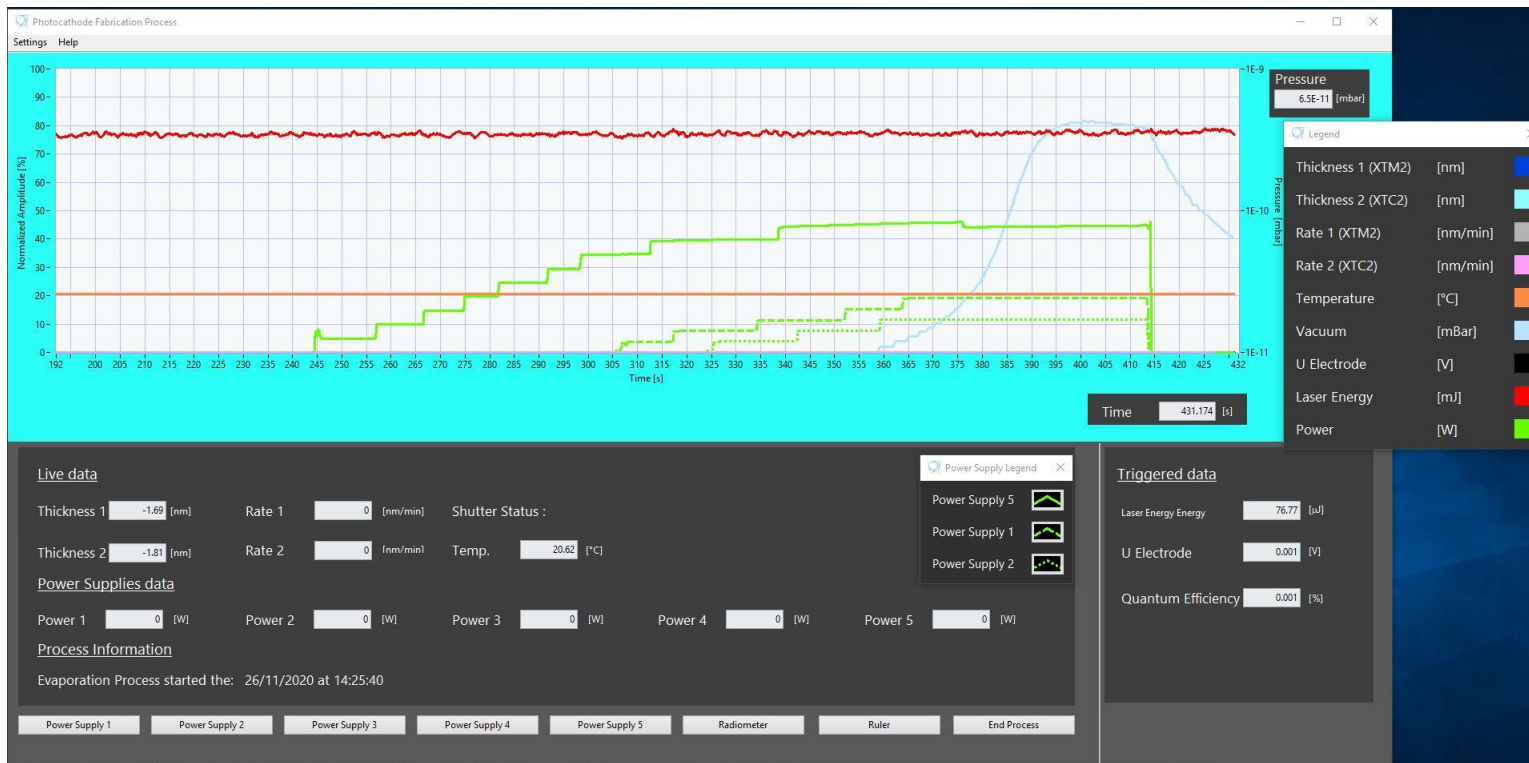 Photocathode Fabrication Process
Settings Help
Normalized Amplitude [%]
100
90
80
70
60
50
40
30
20
10
0
192 200 205 210 215 220 225 230 235 240 245 250 255 260 265 270 275 280 285 290 295 300 305 310 315 320 325 330 335 340 345 350 355 360 365 370 375 380 385 390 395 400 405 410 415 420 425 432
Time [s]
1E-9
1E-10
1E-11
Pressure [mbar]
Pressure
6.5E-11 [mbar]
Time 431.174 [s]
Legend
Thickness 1 (XTM2) [nm]
Thickness 2 (XTC2) [nm]
Rate 1 (XTM2) [nm/min]
Rate 2 (XTC2) [nm/min]
Temperature [°C]
Vacuum [mBar]
U Electrode [V]
Laser Energy [mJ]
Power [W]
Live data
Thickness 1 -1.69 [nm] Rate 1 0 [nm/min] Shutter Status :
Thickness 2 -1.81 [nm] Rate 2 0 [nm/min] Temp. 20.62 [°C]
Power Supplies data
Power 1 0 [W] Power 2 0 [W] Power 3 0 [W] Power 4 0 [W] Power 5 0 [W]
Process Information
Evaporation Process started the: 26/11/2020 at 14:25:40
Power Supply Legend
Power Supply 5
Power Supply 1
Power Supply 2
Triggered data
Laser Energy Energy 76.77 [µJ]
U Electrode 0.001 [V]
Quantum Efficiency 0.001 [%]
Power Supply 1 Power Supply 2 Power Supply 3 Power Supply 4 Power Supply 5 Radiometer Ruler End Process